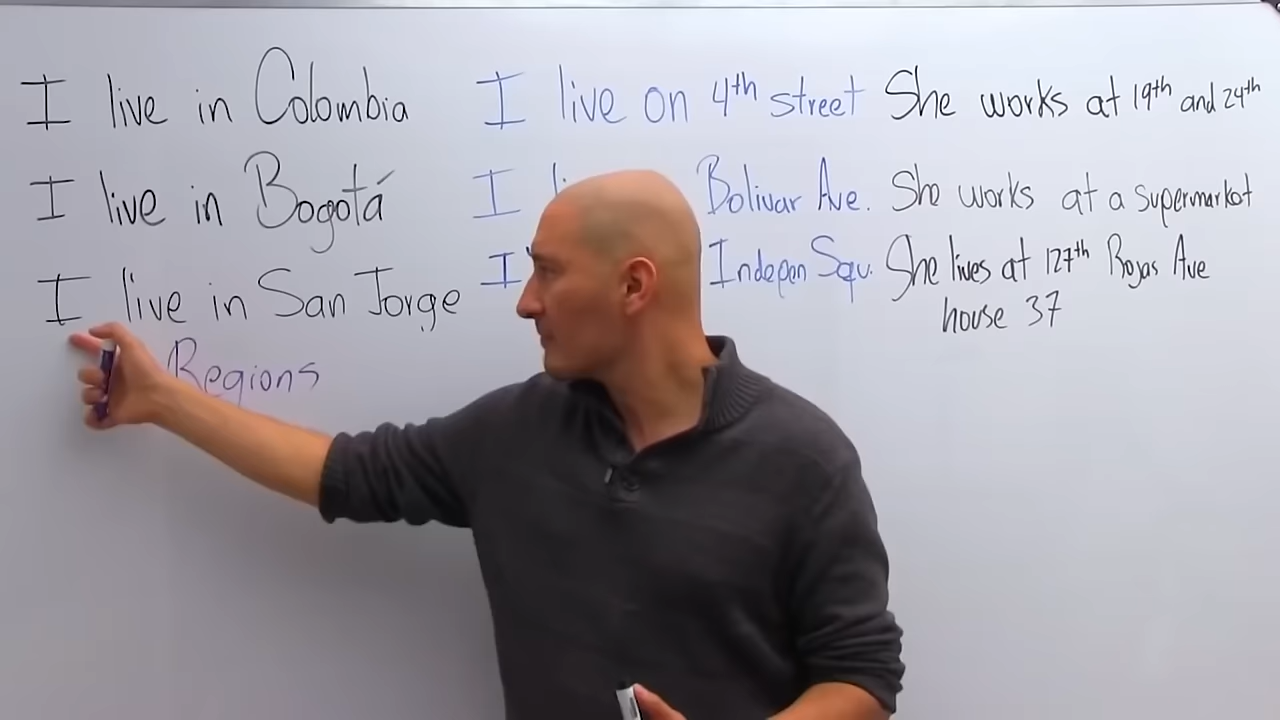 I live in Colombia
I live in Bogotá
I live in San Jorge
Regions
I live on 4th street
I Bolivar Ave.
I Indepen Squ.
She works at 19th and 24th
She works at a supermarket
She lives at 127th Rojas Ave
house 37